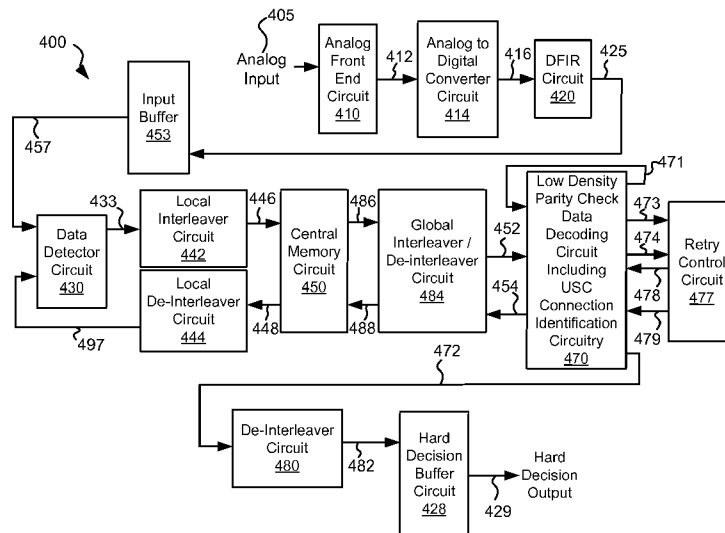 400
405
Analog
Input
Analog
Front
End
Circuit
410
412
Analog to
Digital
Converter
Circuit
414
416
DFIR
Circuit
420
425
Input
Buffer
453
457
433
Data
Detector
Circuit
430
Local
Interleaver
Circuit
442
446
Local
De-Interleaver
Circuit
444
448
497
Central
Memory
Circuit
450
486
488
Global
Interleaver /
De-interleaver
Circuit
484
452
454
Low Density
Parity Check
Data
Decoding
Circuit
Including
USC
Connection
Identification
Circuitry
470
471
473
474
478
479
Retry
Control
Circuit
477
472
De-Interleaver
Circuit
480
482
Hard
Decision
Buffer
Circuit
428
429
Hard
Decision
Output